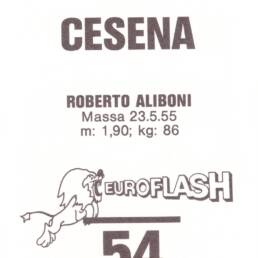 CESENA
ROBERTO ALIBONI
Massa 23.5.55
m: 1,90; kg: 86
EUROFLASH
54